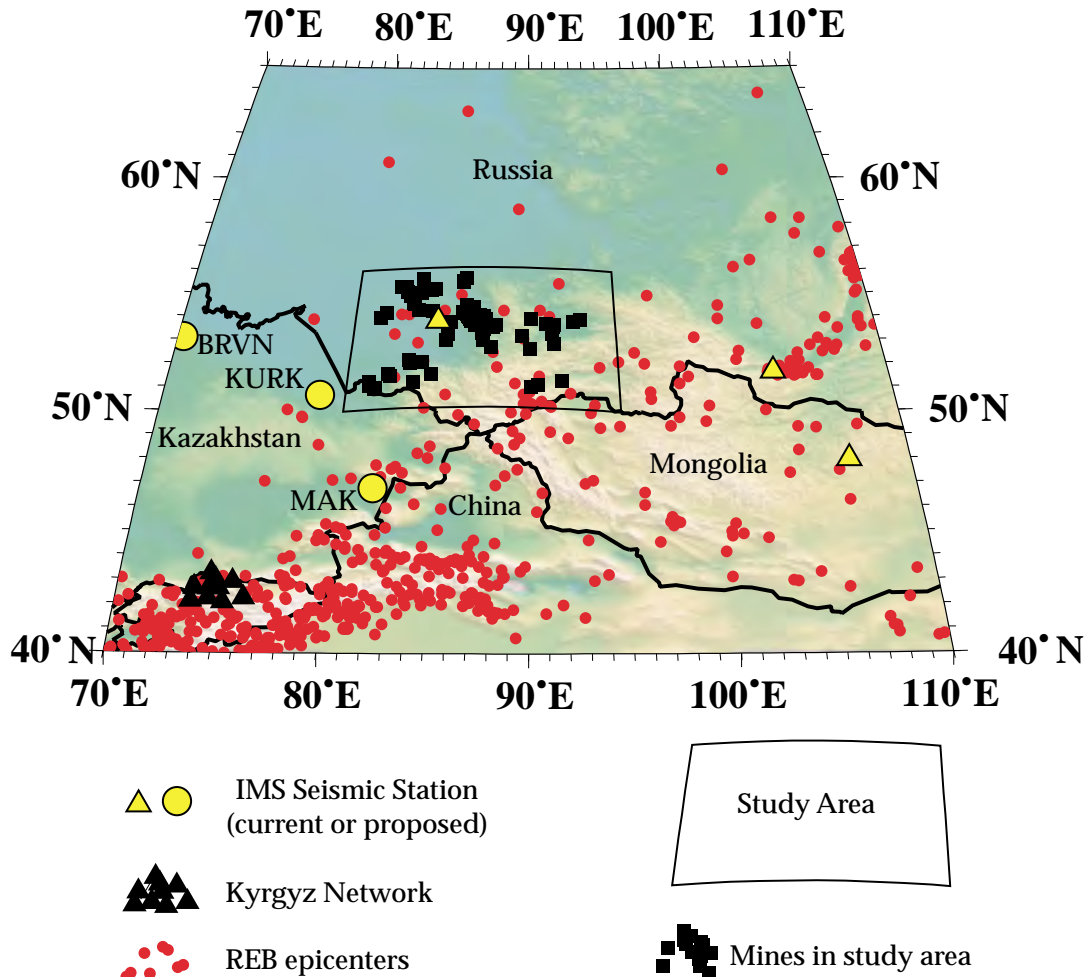 70°E 80°E 90°E 100°E 110°E
Russia
60°N 60°N
BRVN
KURK
50°N 50°N
Kazakhstan
Mongolia
MAK
China
40°N 40°N
70°E 80°E 90°E 100°E 110°E
IMS Seismic Station
(current or proposed)
Study Area
Kyrgyz Network
REB epicenters
Mines in study area